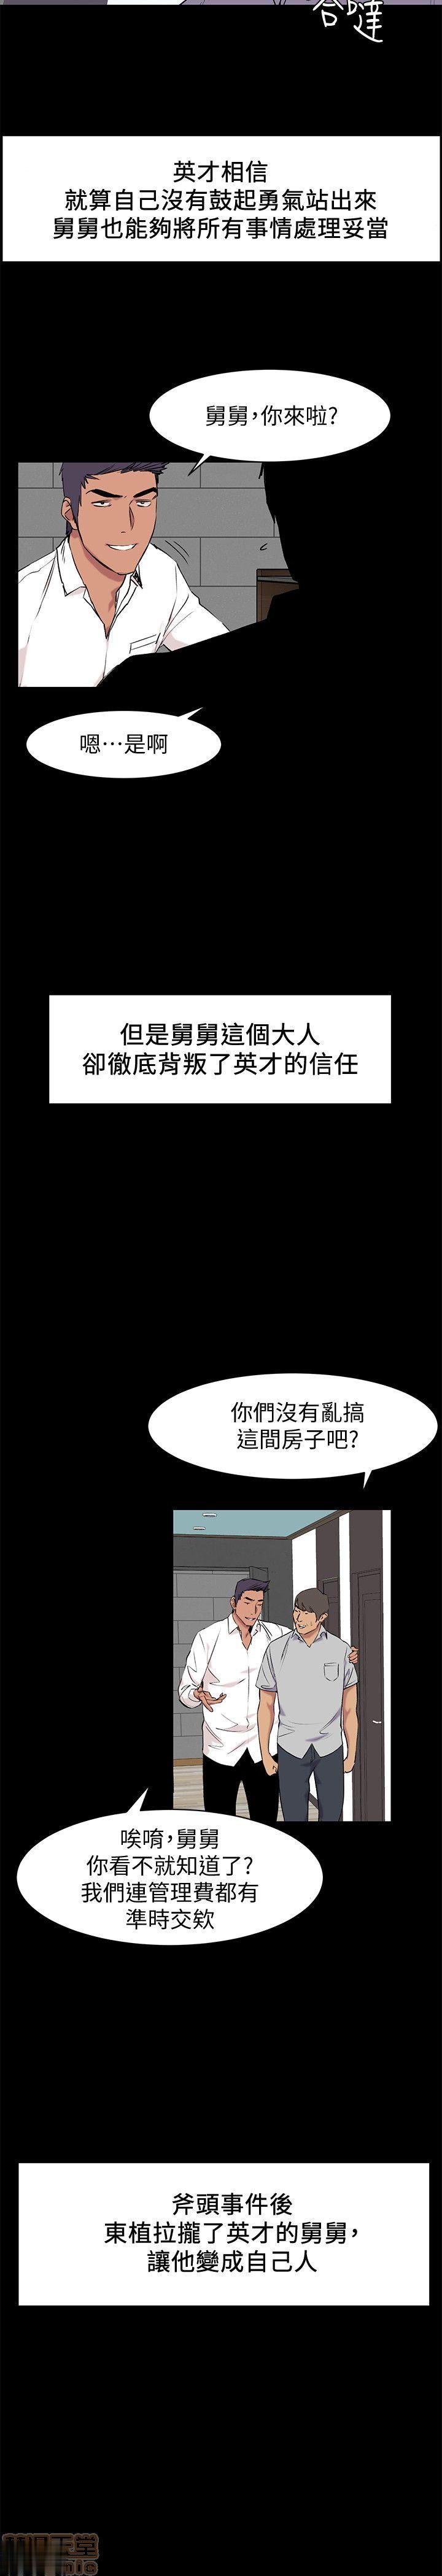 英才相信
就算自己沒有鼓起勇氣站出來
舅舅也能夠將所有事情處理妥當
舅舅,你來啦?
嗯⋯是啊
但是舅舅這個大人
卻徹底背叛了英才的信任
你們沒有亂搞
這間房子吧?
唉唷,舅舅
你看不就知道了?
我們連管理費都有
準時交欸
斧頭事件後
東植拉攏了英才的舅舅,
讓他變成自己人